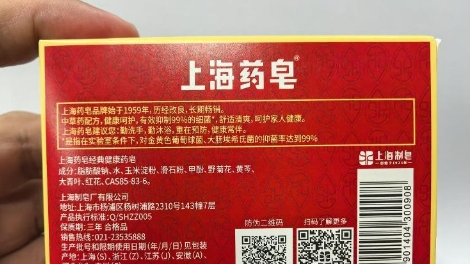 上海药皂®
上海药皂品牌始于1959年,历经改良,长期畅销。
中草药配方,健康呵护,有效抑制99%的细菌*,舒适清爽,呵护家人健康。
上海药皂建议您:勤洗手,勤沐浴,重在预防,健康常伴。
*是指在实验室条件下,对金黄色葡萄球菌、大肠埃希氏菌的抑菌率达到99%
上海药皂经典健康药皂
成分:脂肪酸钠、水、玉米淀粉、滑石粉、甲酚、野菊花、黄芩、
大青叶、红花、CAS85-83-6。
上海制皂
上海制皂厂有限公司
地址:上海市杨浦区杨树浦路2310号143幢7层
产品执行标准:Q/SHZZ005
保质期:三年 合格品
销售热线:021-23535888
生产批号和限期使用日期(年/月/日)见包装
产地:上海(S)、浙江(Z)、江苏(J)、安徽(A)、
防伪二维码
扫码了解更多
901404300908